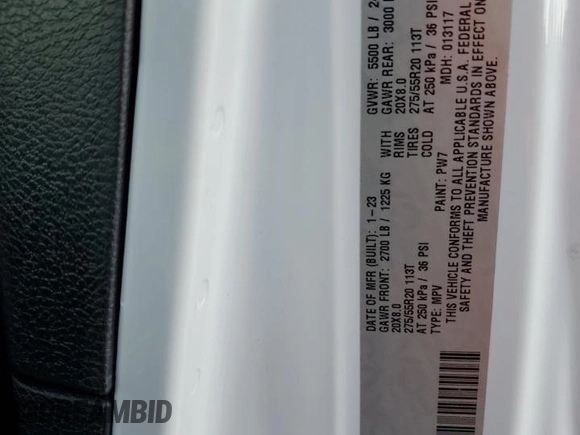 DATE OF MFR (BUILT): 1-23 GVWR: 5500 LB /
GAWR FRONT: 2700 LB / 1225 KG WITH GAWR REAR: 3000
20X8.0 RIMS 20X8.0
275/55R20 113T TIRES 275/55R20 113T
AT 250 kPa / 36 PSI COLD AT 250 kPa / 36 PSI
TYPE: MPV PAINT: PW7 MDH: 013117
THIS VEHICLE CONFORMS TO ALL APPLICABLE U.S.A. FEDERAL
SAFETY AND THEFT PREVENTION STANDARDS IN EFFECT ON
MANUFACTURE SHOWN ABOVE.